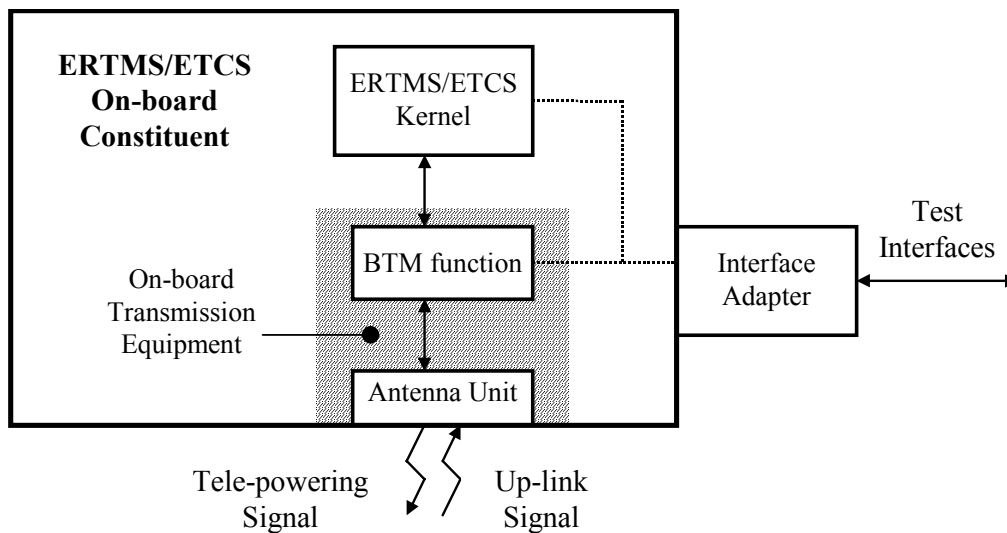 ERTMS/ETCS
On-board
Constituent
ERTMS/ETCS
Kernel
BTM function
On-board
Transmission
Equipment
Antenna Unit
Interface
Adapter
Test
Interfaces
Tele-powering
Signal
Up-link
Signal